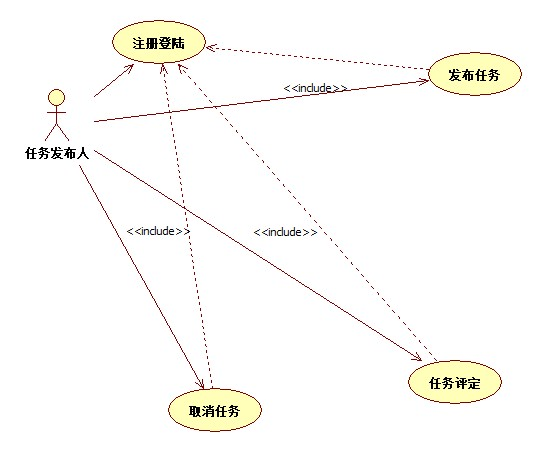 注册登陆
发布任务
<<include>>
任务发布人
<<include>>
<<include>>
任务评定
取消任务